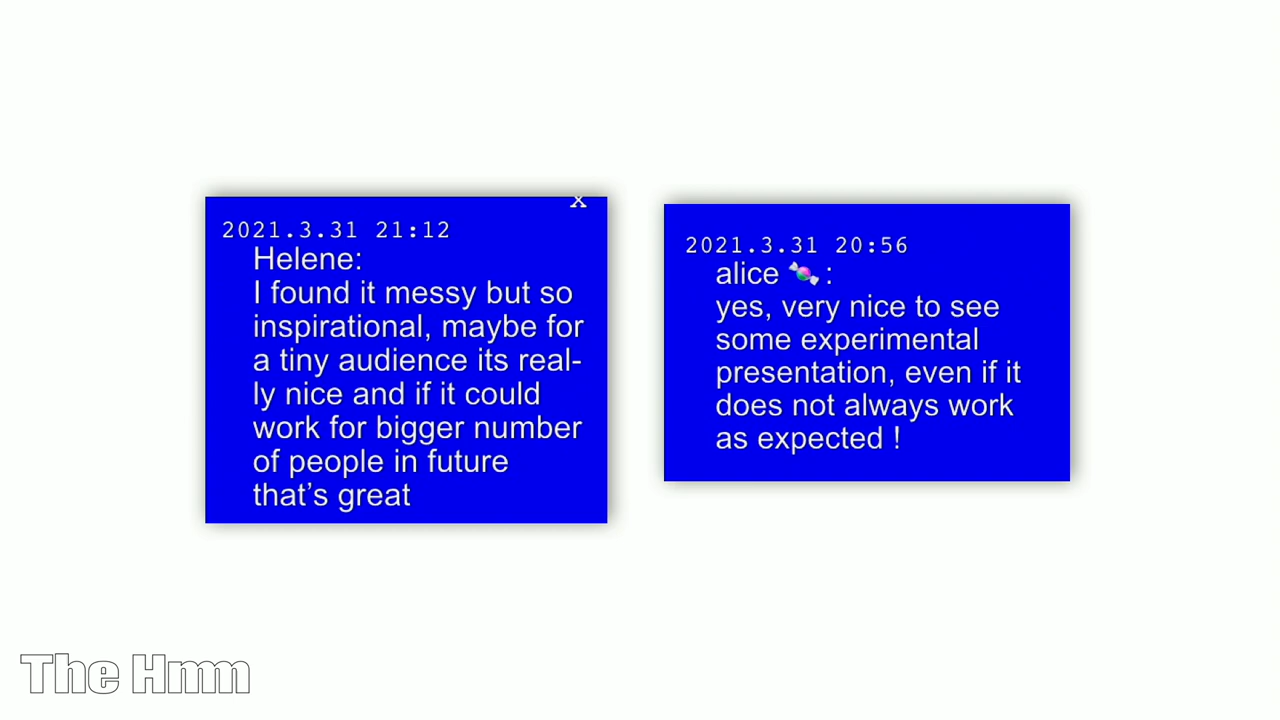 x
2021.3.31 21:12
Helene:
I found it messy but so
inspirational, maybe for
a tiny audience its real-
ly nice and if it could
work for bigger number
of people in future
that’s great
2021.3.31 20:56
alice 🍬:
yes, very nice to see
some experimental
presentation, even if it
does not always work
as expected !
The Hmm